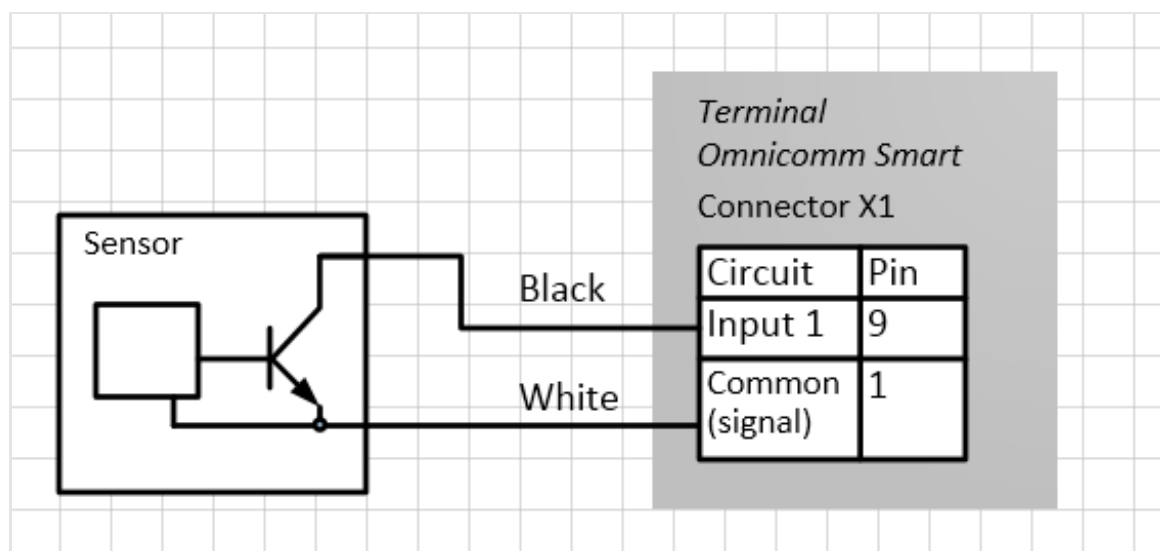 Terminal
Omnicomm Smart
Connector X1
Sensor
Circuit Pin
Black
Input 1 9
White
Common 1
(signal)